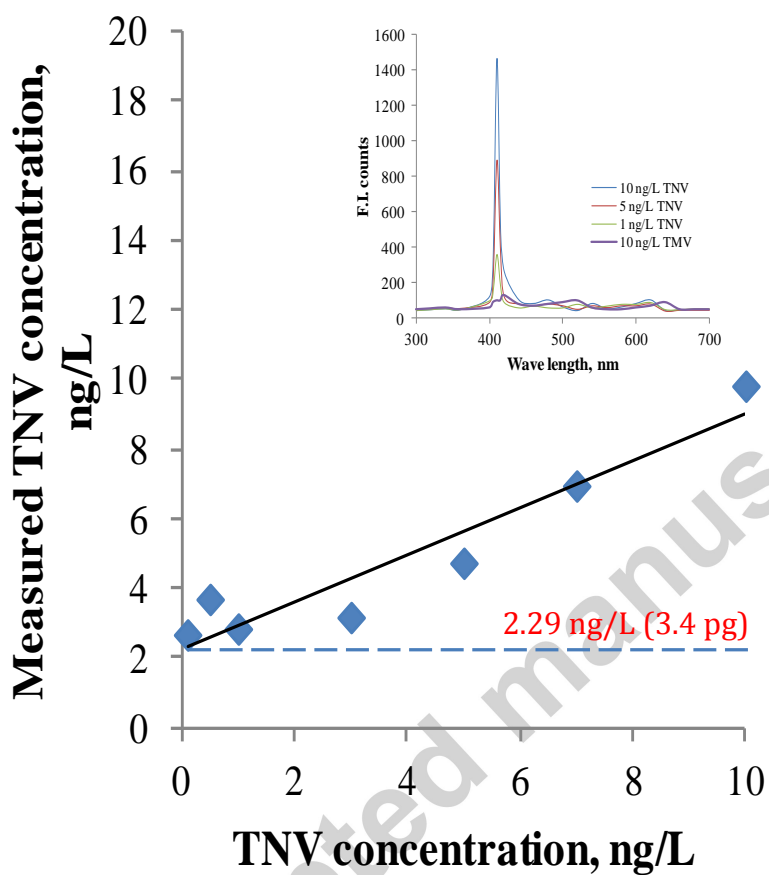 Measured TNV concentration,
ng/L
20
18
16
14
12
10
8
6
4
2
0
0 2 4 6 8 10
TNV concentration, ng/L
2.29 ng/L (3.4 pg)
F.I. counts
1600
1400
1200
1000
800
600
400
200
0
300 400 500 600 700
Wave length, nm
10 ng/L TNV
5 ng/L TNV
1 ng/L TNV
10 ng/L TMV
pted manus